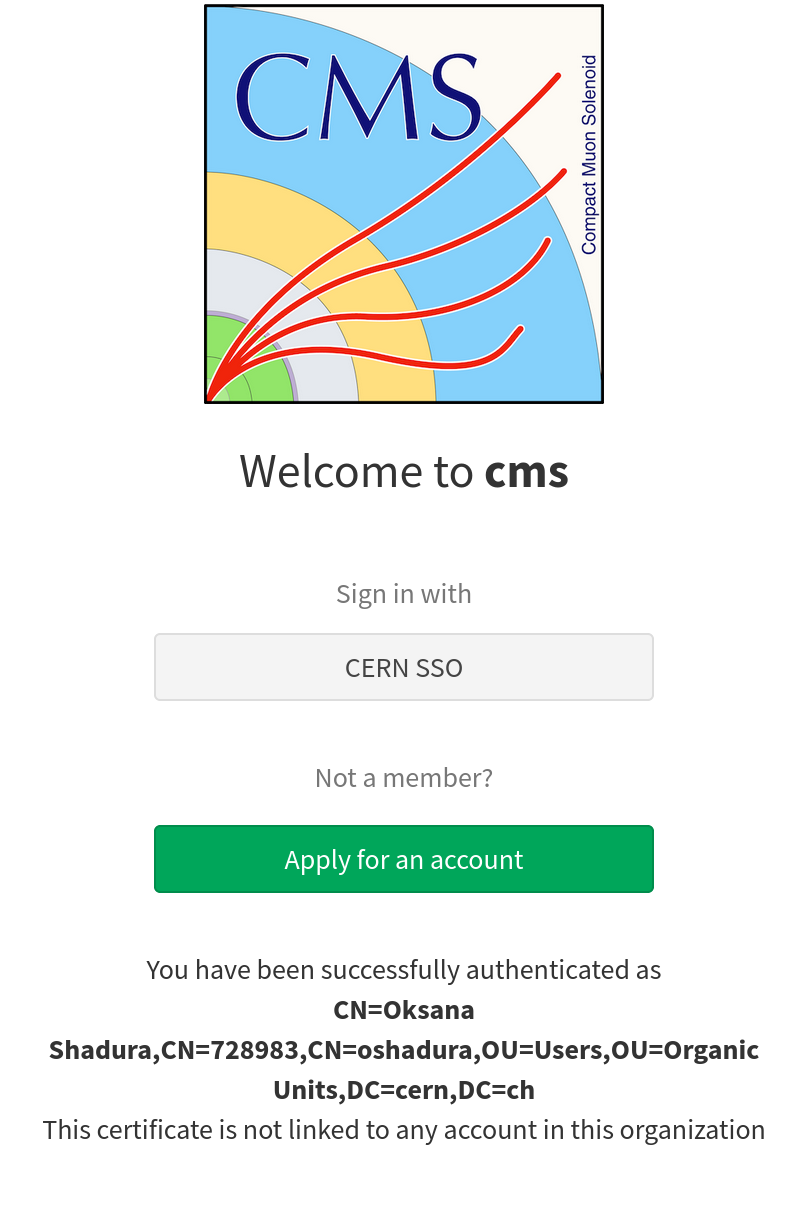 CMS
Compact Muon Solenoid
Welcome to cms
Sign in with
CERN SSO
Not a member?
Apply for an account
You have been successfully authenticated as
CN=Oksana
Shadura,CN=728983,CN=oshadura,OU=Users,OU=Organic
Units,DC=cern,DC=ch
This certificate is not linked to any account in this organization